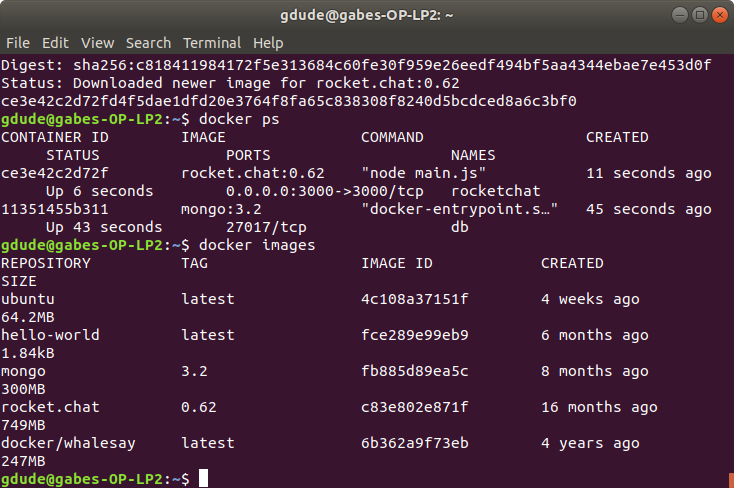 gdude@gabes-OP-LP2: ~
File Edit View Search Terminal Help
Digest: sha256:c818411984172f5e313684c60fe30f959e26eedf494bf5aa4344ebae7e453d0f
Status: Downloaded newer image for rocket.chat:0.62
ce3e42c2d72fd4f5dae1dfd20e3764f8fa65c838308f8240d5bcdced8a6c3bf0
gdude@gabes-OP-LP2:~$ docker ps
CONTAINER ID        IMAGE               COMMAND                  CREATED
     STATUS              PORTS                    NAMES
ce3e42c2d72f        rocket.chat:0.62    "node main.js"           11 seconds ago
     Up 6 seconds        0.0.0.0:3000->3000/tcp   rocketchat
11351455b311        mongo:3.2           "docker-entrypoint.s…"   45 seconds ago
     Up 43 seconds       27017/tcp                db
gdude@gabes-OP-LP2:~$ docker images
REPOSITORY          TAG                 IMAGE ID            CREATED
SIZE
ubuntu              latest              4c108a37151f        4 weeks ago
64.2MB
hello-world         latest              fce289e99eb9        6 months ago
1.84kB
mongo               3.2                 fb885d89ea5c        8 months ago
300MB
rocket.chat         0.62                c83e802e871f        16 months ago
749MB
docker/whalesay     latest              6b362a9f73eb        4 years ago
247MB
gdude@gabes-OP-LP2:~$